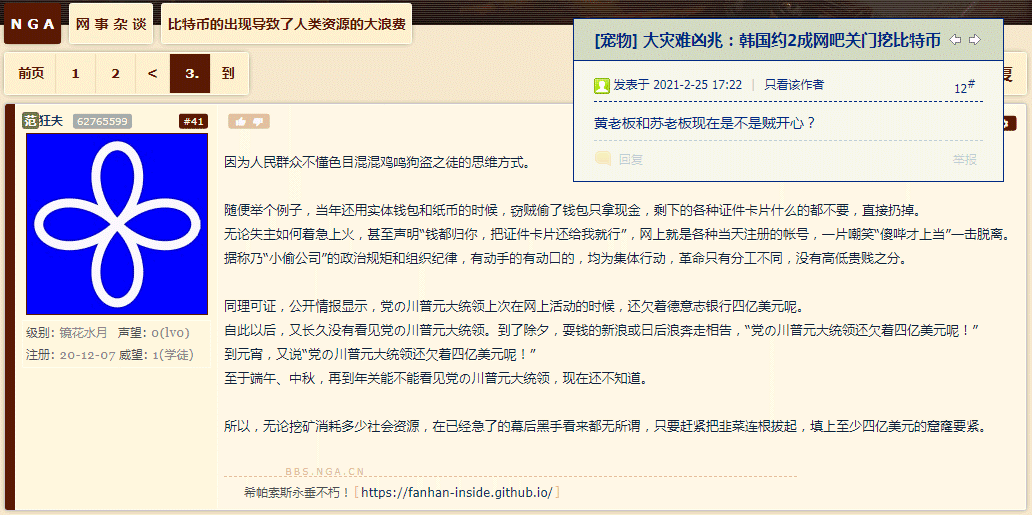 NGA 网事杂谈 比特币的出现导致了人类资源的大浪费
前页 1 2 < 3. 到
复
[宠物] 大灾难凶兆：韩国约2成网吧关门挖比特币
发表于 2021-2-25 17:22 | 只看该作者 12#
黄老板和苏老板现在是不是贼开心？
回复 举报
范狂夫 62765599 #41
级别: 镜花水月 声望: 0(lv0)
注册: 20-12-07 威望: 1(学徒)
因为人民群众不懂色目混混鸡鸣狗盗之徒的思维方式。
随便举个例子，当年还用实体钱包和纸币的时候，窃贼偷了钱包只拿现金，剩下的各种证件卡片什么的都不要，直接扔掉。
无论失主如何着急上火，甚至声明“钱都归你，把证件卡片还给我就行”，网上就是各种当天注册的帐号，一片嘲笑“傻哔才上当”一击脱离。
据称乃“小偷公司”的政治规矩和组织纪律，有动手的有动口的，均为集体行动，革命只有分工不同，没有高低贵贱之分。
同理可证，公开情报显示，党の川普元大统领上次在网上活动的时候，还欠着德意志银行四亿美元呢。
自此以后，又长久没有看见党の川普元大统领。到了除夕，耍钱的新浪或日后浪奔走相告，“党の川普元大统领还欠着四亿美元呢！”
到元宵，又说“党の川普元大统领还欠着四亿美元呢！”
至于端午、中秋，再到年关能不能看见党の川普元大统领，现在还不知道。
所以，无论挖矿消耗多少社会资源，在已经急了的幕后黑手看来都无所谓，只要赶紧把韭菜连根拔起，填上至少四亿美元的窟窿要紧。
BBS.NGA.CN
希帕索斯永垂不朽！[ https://fanhan-inside.github.io/ ]